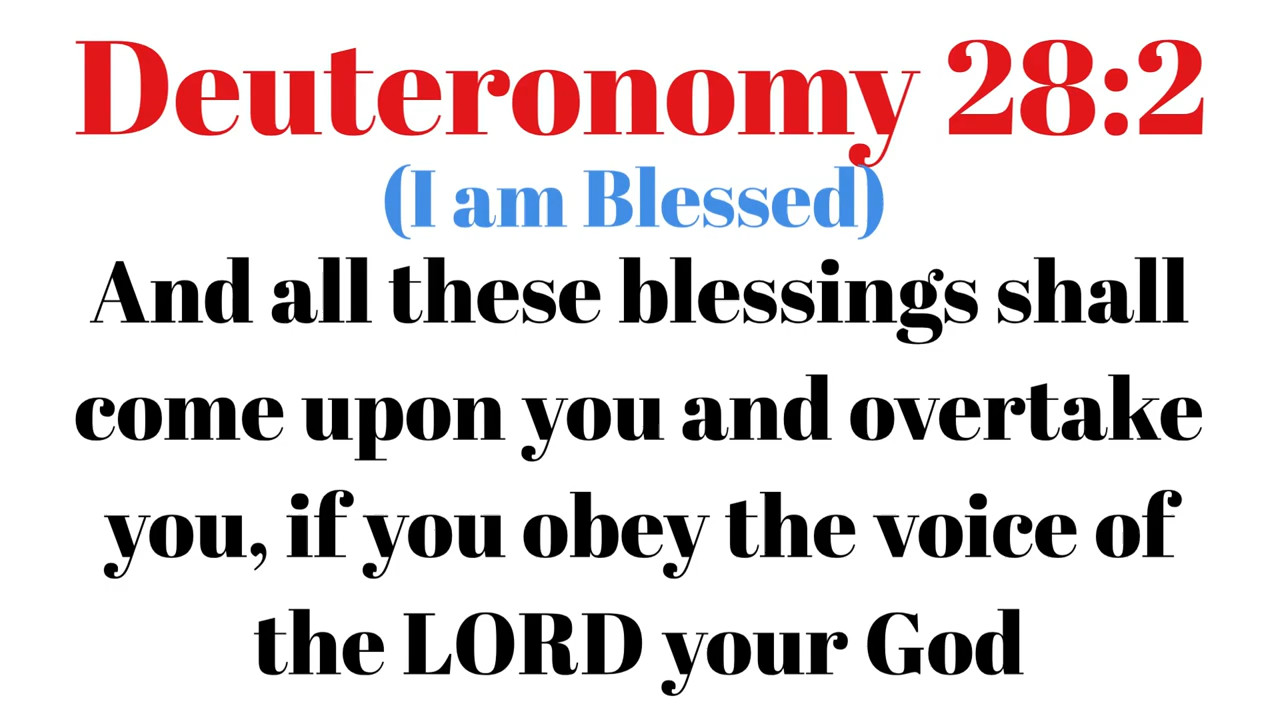 Deuteronomy 28:2
(I am Blessed)
And all these blessings shall
come upon you and overtake
you, if you obey the voice of
the LORD your God